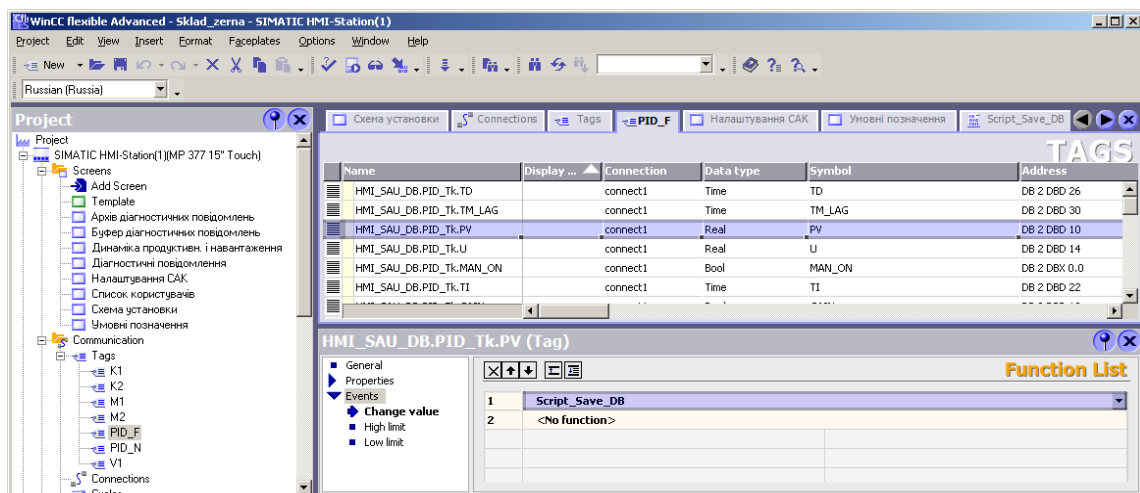 WinCC flexible Advanced - Sklad_zerna - SIMATIC HMI-Station(1)
Project Edit View Insert Format Faceplates Options Window Help
New
Russian (Russia)
Project
Project
SIMATIC HMI-Station(1)(MP 377 15" Touch)
Screens
Add Screen
Template
Архів діагностичних повідомлень
Буфер діагностичних повідомлень
Динаміка продуктивн. і навантаження
Діагностичні повідомлення
Налаштування САК
Список користувачів
Схема установки
Умовні позначення
Communication
Tags
K1
K2
M1
M2
PID_F
PID_N
V1
Connections
Схема установки Connections Tags PID_F Налаштування САК Умовні позначення Script_Save_DB
TAGS
Name Display ... Connection Data type Symbol Address
HMI_SAU_DB.PID_Tk.TD connect1 Time TD DB 2 DBD 26
HMI_SAU_DB.PID_Tk.TM_LAG connect1 Time TM_LAG DB 2 DBD 30
HMI_SAU_DB.PID_Tk.PV connect1 Real PV DB 2 DBD 10
HMI_SAU_DB.PID_Tk.U connect1 Real U DB 2 DBD 14
HMI_SAU_DB.PID_Tk.MAN_ON connect1 Bool MAN_ON DB 2 DBX 0.0
HMI_SAU_DB.PID_Tk.TI connect1 Time TI DB 2 DBD 22
HMI_SAU_DB.PID_Tk.PV (Tag)
General
Properties
Events
Change value
High limit
Low limit
Function List
1 Script_Save_DB
2 <No function>